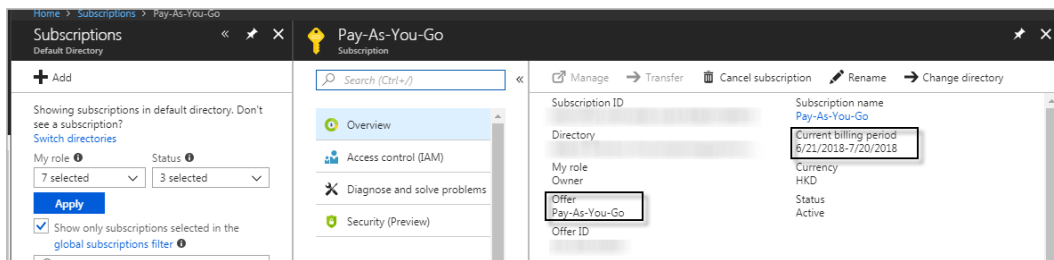 Home > Subscriptions > Pay-As-You-Go
Subscriptions
Default Directory
Add
Showing subscriptions in default directory. Don't
see a subscription?
Switch directories
My role
Status
7 selected
3 selected
Apply
Show only subscriptions selected in the
global subscriptions filter
Pay-As-You-Go
Subscription
Search (Ctrl+/)
Overview
Access control (IAM)
Diagnose and solve problems
Security (Preview)
Manage
Transfer
Cancel subscription
Rename
Change directory
Subscription ID
Subscription name
Pay-As-You-Go
Directory
Current billing period
6/21/2018-7/20/2018
My role
Owner
Currency
HKD
Offer
Pay-As-You-Go
Status
Active
Offer ID